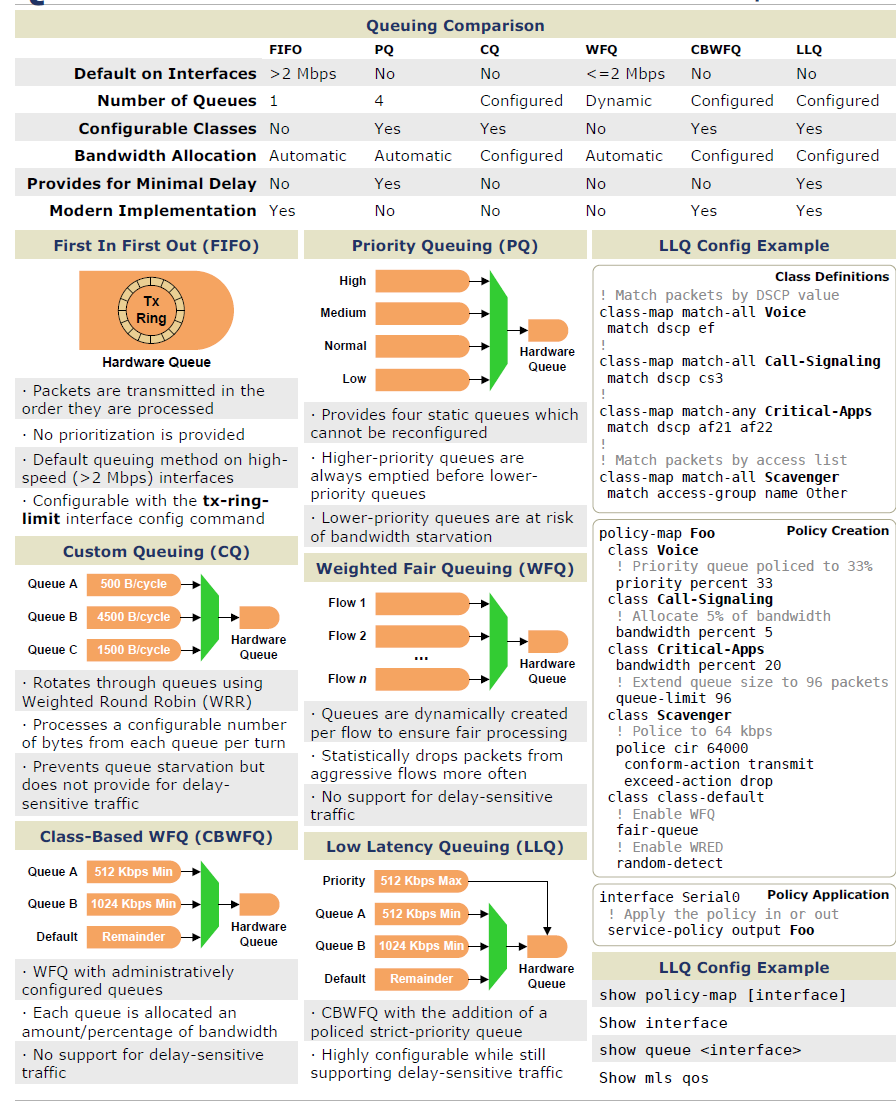 Queuing Comparison
FIFO PQ CQ WFQ CBWFQ LLQ
Default on Interfaces >2 Mbps No No <=2 Mbps No No
Number of Queues 1 4 Configured Dynamic Configured Configured
Configurable Classes No Yes Yes No Yes Yes
Bandwidth Allocation Automatic Automatic Configured Automatic Configured Configured
Provides for Minimal Delay No Yes No No No Yes
Modern Implementation Yes No No No Yes Yes
First In First Out (FIFO)
Tx
Ring
Hardware Queue
· Packets are transmitted in the
order they are processed
· No prioritization is provided
· Default queuing method on high-
speed (>2 Mbps) interfaces
· Configurable with the tx-ring-
limit interface config command
Custom Queuing (CQ)
Queue A 500 B/cycle
Queue B 4500 B/cycle
Queue C 1500 B/cycle
Hardware
Queue
· Rotates through queues using
Weighted Round Robin (WRR)
· Processes a configurable number
of bytes from each queue per turn
· Prevents queue starvation but
does not provide for delay-
sensitive traffic
Class-Based WFQ (CBWFQ)
Queue A 512 Kbps Min
Queue B 1024 Kbps Min
Default Remainder
Hardware
Queue
· WFQ with administratively
configured queues
· Each queue is allocated an
amount/percentage of bandwidth
· No support for delay-sensitive
traffic
Priority Queuing (PQ)
High
Medium
Normal
Low
Hardware
Queue
· Provides four static queues which
cannot be reconfigured
· Higher-priority queues are
always emptied before lower-
priority queues
· Lower-priority queues are at risk
of bandwidth starvation
Weighted Fair Queuing (WFQ)
Flow 1
Flow 2
...
Flow n
Hardware
Queue
· Queues are dynamically created
per flow to ensure fair processing
· Statistically drops packets from
aggressive flows more often
· No support for delay-sensitive
traffic
Low Latency Queuing (LLQ)
Priority 512 Kbps Max
Queue A 512 Kbps Min
Queue B 1024 Kbps Min
Default Remainder
Hardware
Queue
· CBWFQ with the addition of a
policed strict-priority queue
· Highly configurable while still
supporting delay-sensitive traffic
LLQ Config Example
Class Definitions
! Match packets by DSCP value
class-map match-all Voice
match dscp ef
!
class-map match-all Call-Signaling
match dscp cs3
!
class-map match-any Critical-Apps
match dscp af21 af22
!
! Match packets by access list
class-map match-all Scavenger
match access-group name Other
policy-map Foo Policy Creation
class Voice
! Priority queue policed to 33%
priority percent 33
class Call-Signaling
! Allocate 5% of bandwidth
bandwidth percent 5
class Critical-Apps
bandwidth percent 20
! Extend queue size to 96 packets
queue-limit 96
class Scavenger
! Police to 64 kbps
police cir 64000
conform-action transmit
exceed-action drop
class class-default
! Enable WFQ
fair-queue
! Enable WRED
random-detect
interface Serial0 Policy Application
! Apply the policy in or out
service-policy output Foo
LLQ Config Example
show policy-map [interface]
Show interface
show queue <interface>
Show mls qos